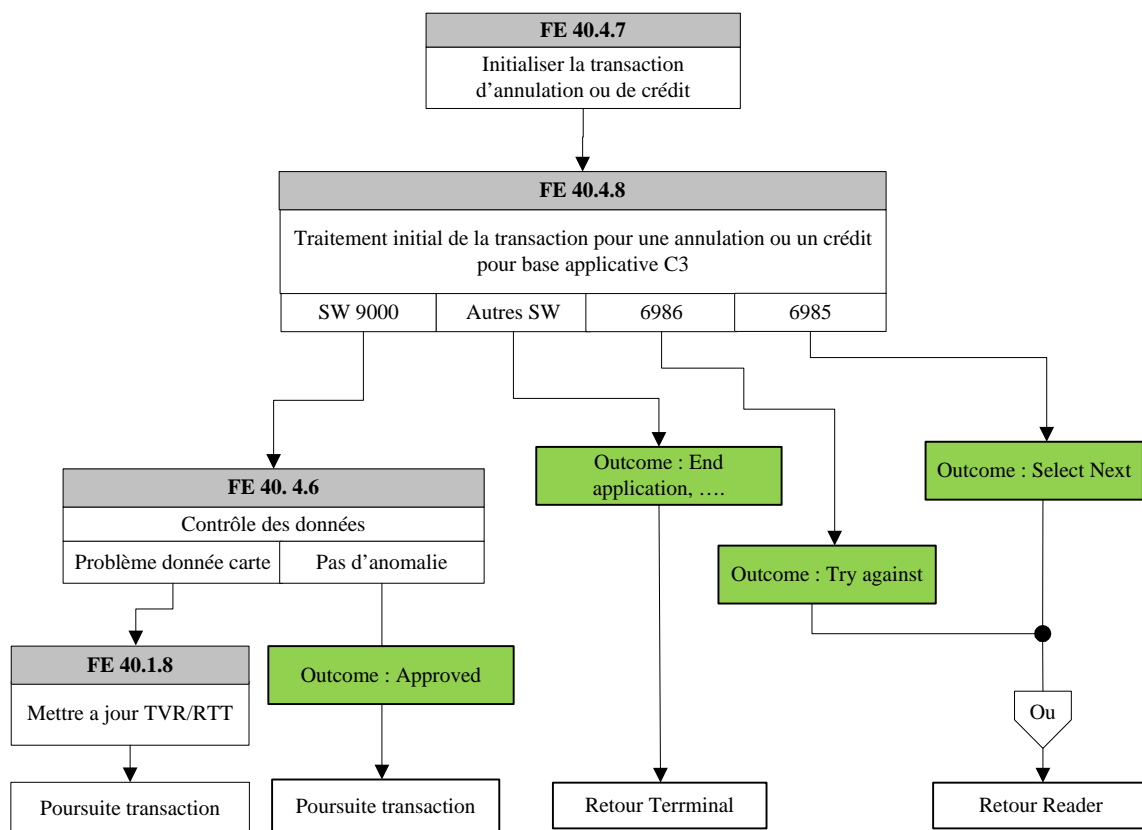 FE 40.4.7
Initialiser la transaction
d’annulation ou de crédit
FE 40.4.8
Traitement initial de la transaction pour une annulation ou un crédit
pour base applicative C3
SW 9000
Autres SW
6986
6985
Outcome : End
application, ….
Outcome : Select Next
FE 40. 4.6
Contrôle des données
Problème donnée carte
Pas d’anomalie
Outcome : Try against
FE 40.1.8
Mettre a jour TVR/RTT
Outcome : Approved
Ou
Poursuite transaction
Poursuite transaction
Retour Terrminal
Retour Reader